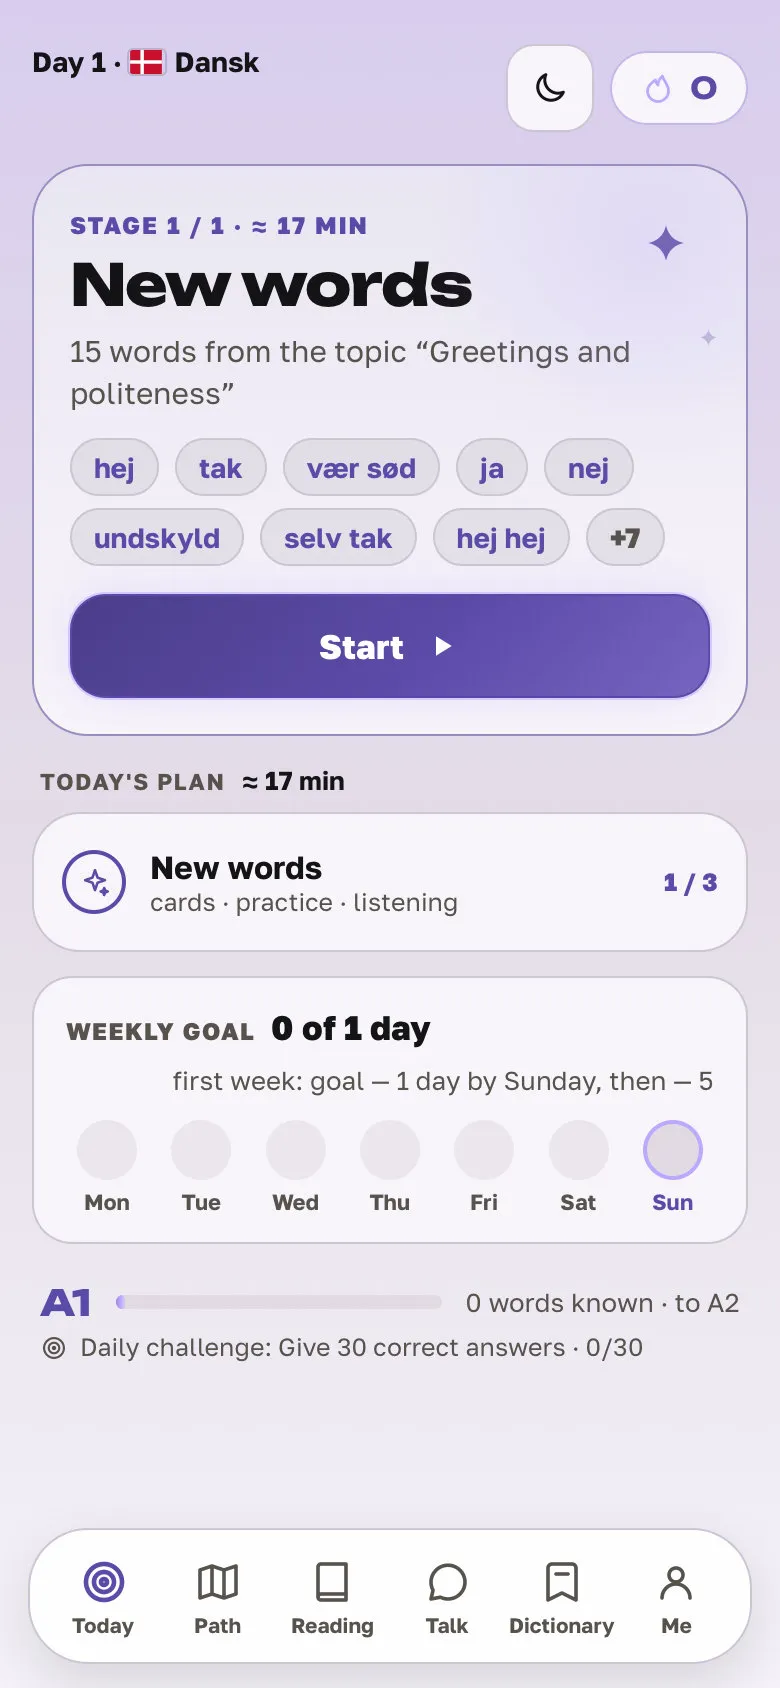 Day 1 · 🇩🇰 Dansk
0
STAGE 1 / 1 · ≈ 17 MIN
New words
15 words from the topic “Greetings and
politeness”
hej tak vær sød ja nej
undskyld selv tak hej hej +7
Start
TODAY'S PLAN ≈ 17 min
New words
cards · practice · listening
1 / 3
WEEKLY GOAL 0 of 1 day
first week: goal — 1 day by Sunday, then — 5
Mon Tue Wed Thu Fri Sat Sun
A1 0 words known · to A2
Daily challenge: Give 30 correct answers · 0/30
Today Path Reading Talk Dictionary Me